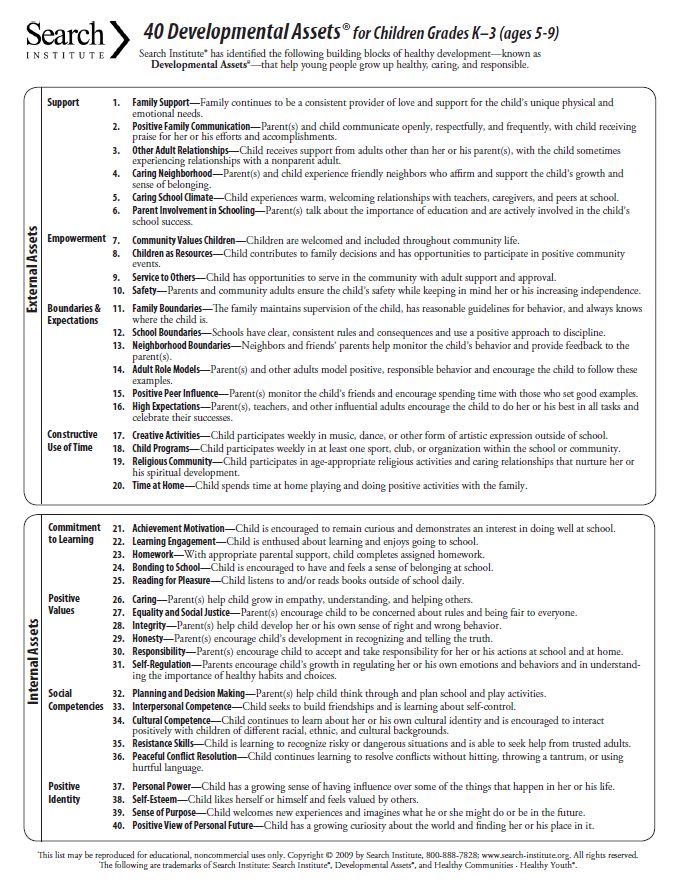 Search
INSTITUTE
40 Developmental Assets® for Children Grades K–3 (ages 5-9)
Search Institute® has identified the following building blocks of healthy development—known as
Developmental Assets®—that help young people grow up healthy, caring, and responsible.
External Assets
Support
1. Family Support—Family continues to be a consistent provider of love and support for the child's unique physical and
emotional needs.
2. Positive Family Communication—Parent(s) and child communicate openly, respectfully, and frequently, with child receiving
praise for her or his efforts and accomplishments.
3. Other Adult Relationships—Child receives support from adults other than her or his parent(s), with the child sometimes
experiencing relationships with a nonparent adult.
4. Caring Neighborhood—Parent(s) and child experience friendly neighbors who affirm and support the child's growth and
sense of belonging.
5. Caring School Climate—Child experiences warm, welcoming relationships with teachers, caregivers, and peers at school.
6. Parent Involvement in Schooling—Parent(s) talk about the importance of education and are actively involved in the child's
school success.
Empowerment
7. Community Values Children—Children are welcomed and included throughout community life.
8. Children as Resources—Child contributes to family decisions and has opportunities to participate in positive community
events.
9. Service to Others—Child has opportunities to serve in the community with adult support and approval.
10. Safety—Parents and community adults ensure the child's safety while keeping in mind her or his increasing independence.
Boundaries &
Expectations
11. Family Boundaries—The family maintains supervision of the child, has reasonable guidelines for behavior, and always knows
where the child is.
12. School Boundaries—Schools have clear, consistent rules and consequences and use a positive approach to discipline.
13. Neighborhood Boundaries—Neighbors and friends' parents help monitor the child's behavior and provide feedback to the
parent(s).
14. Adult Role Models—Parent(s) and other adults model positive, responsible behavior and encourage the child to follow these
examples.
15. Positive Peer Influence—Parent(s) monitor the child's friends and encourage spending time with those who set good examples.
16. High Expectations—Parent(s), teachers, and other influential adults encourage the child to do her or his best in all tasks and
celebrate their successes.
Constructive
Use of Time
17. Creative Activities—Child participates weekly in music, dance, or other form of artistic expression outside of school.
18. Child Programs—Child participates weekly in at least one sport, club, or organization within the school or community.
19. Religious Community—Child participates in age-appropriate religious activities and caring relationships that nurture her or
his spiritual development.
20. Time at Home—Child spends time at home playing and doing positive activities with the family.
Internal Assets
Commitment
to Learning
21. Achievement Motivation—Child is encouraged to remain curious and demonstrates an interest in doing well at school.
22. Learning Engagement—Child is enthused about learning and enjoys going to school.
23. Homework—With appropriate parental support, child completes assigned homework.
24. Bonding to School—Child is encouraged to have and feels a sense of belonging at school.
25. Reading for Pleasure—Child listens to and/or reads books outside of school daily.
Positive
Values
26. Caring—Parent(s) help child grow in empathy, understanding, and helping others.
27. Equality and Social Justice—Parent(s) encourage child to be concerned about rules and being fair to everyone.
28. Integrity—Parent(s) help child develop her or his own sense of right and wrong behavior.
29. Honesty—Parent(s) encourage child's development in recognizing and telling the truth.
30. Responsibility—Parent(s) encourage child to accept and take responsibility for her or his actions at school and at home.
31. Self-Regulation—Parents encourage child's growth in regulating her or his own emotions and behaviors and in understand-
ing the importance of healthy habits and choices.
Social
Competencies
32. Planning and Decision Making—Parent(s) help child think through and plan school and play activities.
33. Interpersonal Competence—Child seeks to build friendships and is learning about self-control.
34. Cultural Competence—Child continues to learn about her or his own cultural identity and is encouraged to interact
positively with children of different racial, ethnic, and cultural backgrounds.
35. Resistance Skills—Child is learning to recognize risky or dangerous situations and is able to seek help from trusted adults.
36. Peaceful Conflict Resolution—Child continues learning to resolve conflicts without hitting, throwing a tantrum, or using
hurtful language.
Positive
Identity
37. Personal Power—Child has a growing sense of having influence over some of the things that happen in her or his life.
38. Self-Esteem—Child likes herself or himself and feels valued by others.
39. Sense of Purpose—Child welcomes new experiences and imagines what he or she might do or be in the future.
40. Positive View of Personal Future—Child has a growing curiosity about the world and finding her or his place in it.
This list may be reproduced for educational, noncommercial uses only. Copyright © 2009 by Search Institute, 800-888-7828; www.search-institute.org. All rights reserved.
The following are trademarks of Search Institute: Search Institute®, Developmental Assets®, and Healthy Communities · Healthy Youth®.